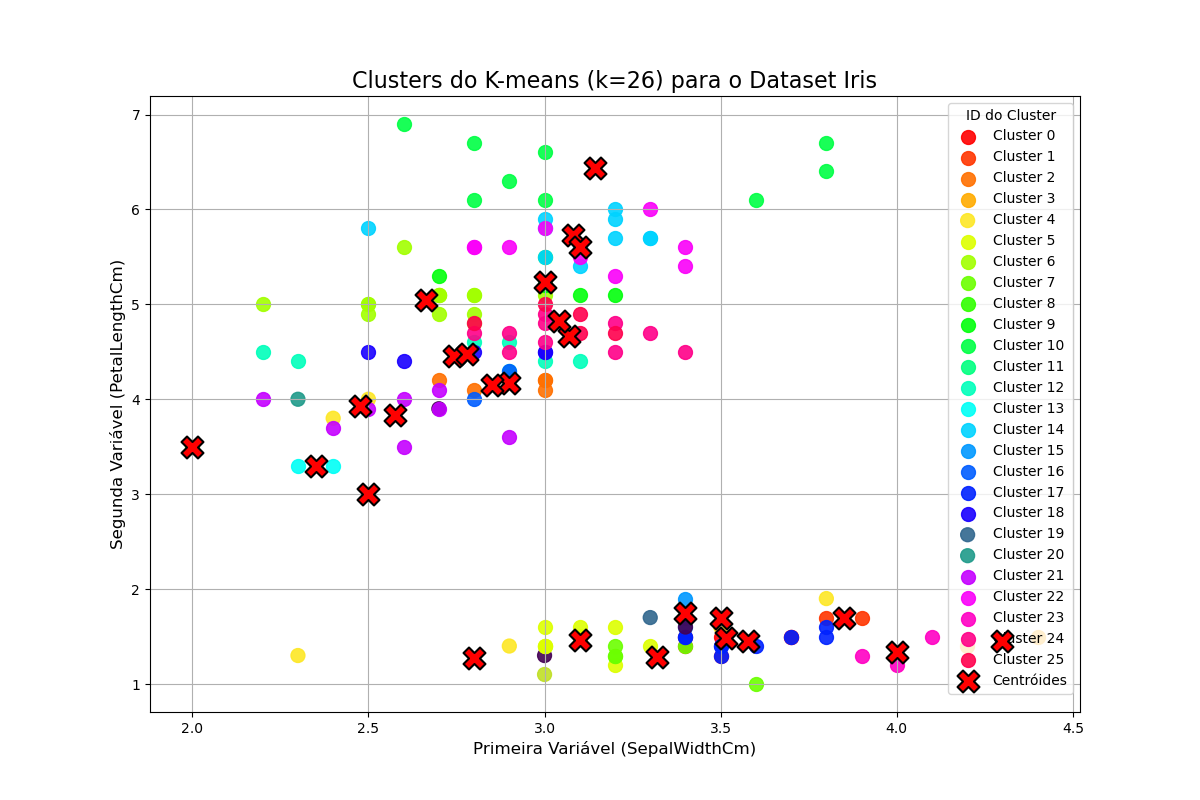 Clusters do K-means (k=26) para o Dataset Iris
7
6
5
4
3
2
1
Segunda Variável (PetalLengthCm)
2.0
2.5
3.0
3.5
4.0
4.5
Primeira Variável (SepalWidthCm)
ID do Cluster
Cluster 0
Cluster 1
Cluster 2
Cluster 3
Cluster 4
Cluster 5
Cluster 6
Cluster 7
Cluster 8
Cluster 9
Cluster 10
Cluster 11
Cluster 12
Cluster 13
Cluster 14
Cluster 15
Cluster 16
Cluster 17
Cluster 18
Cluster 19
Cluster 20
Cluster 21
Cluster 22
Cluster 23
Cluster 24
Cluster 25
Centróides